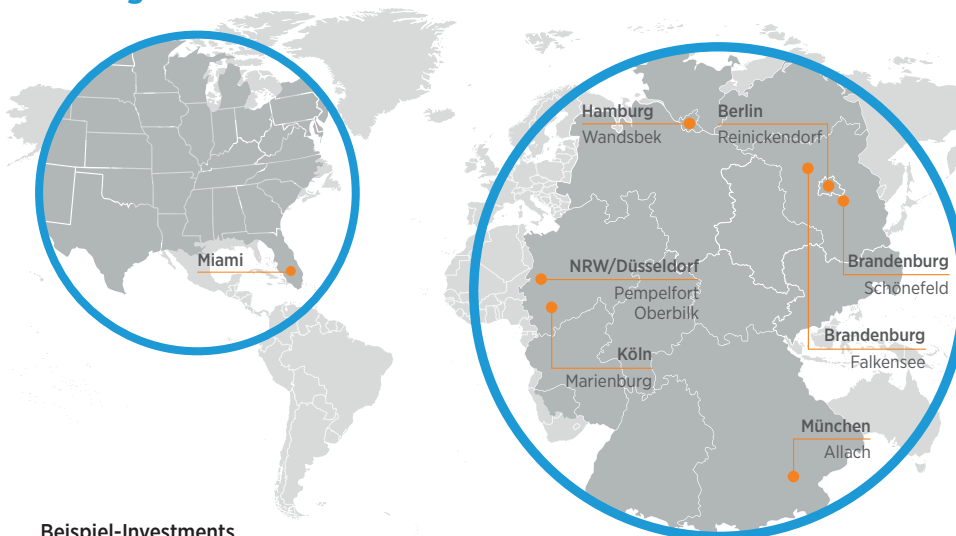 Hamburg
Wandsbek
Berlin
Reinickendorf
Miami
NRW/Düsseldorf
Pempelfort
Oberbilk
Brandenburg
Schönefeld
Brandenburg
Falkensee
Köln
Marienburg
München
Allach
Beispiel-Investments